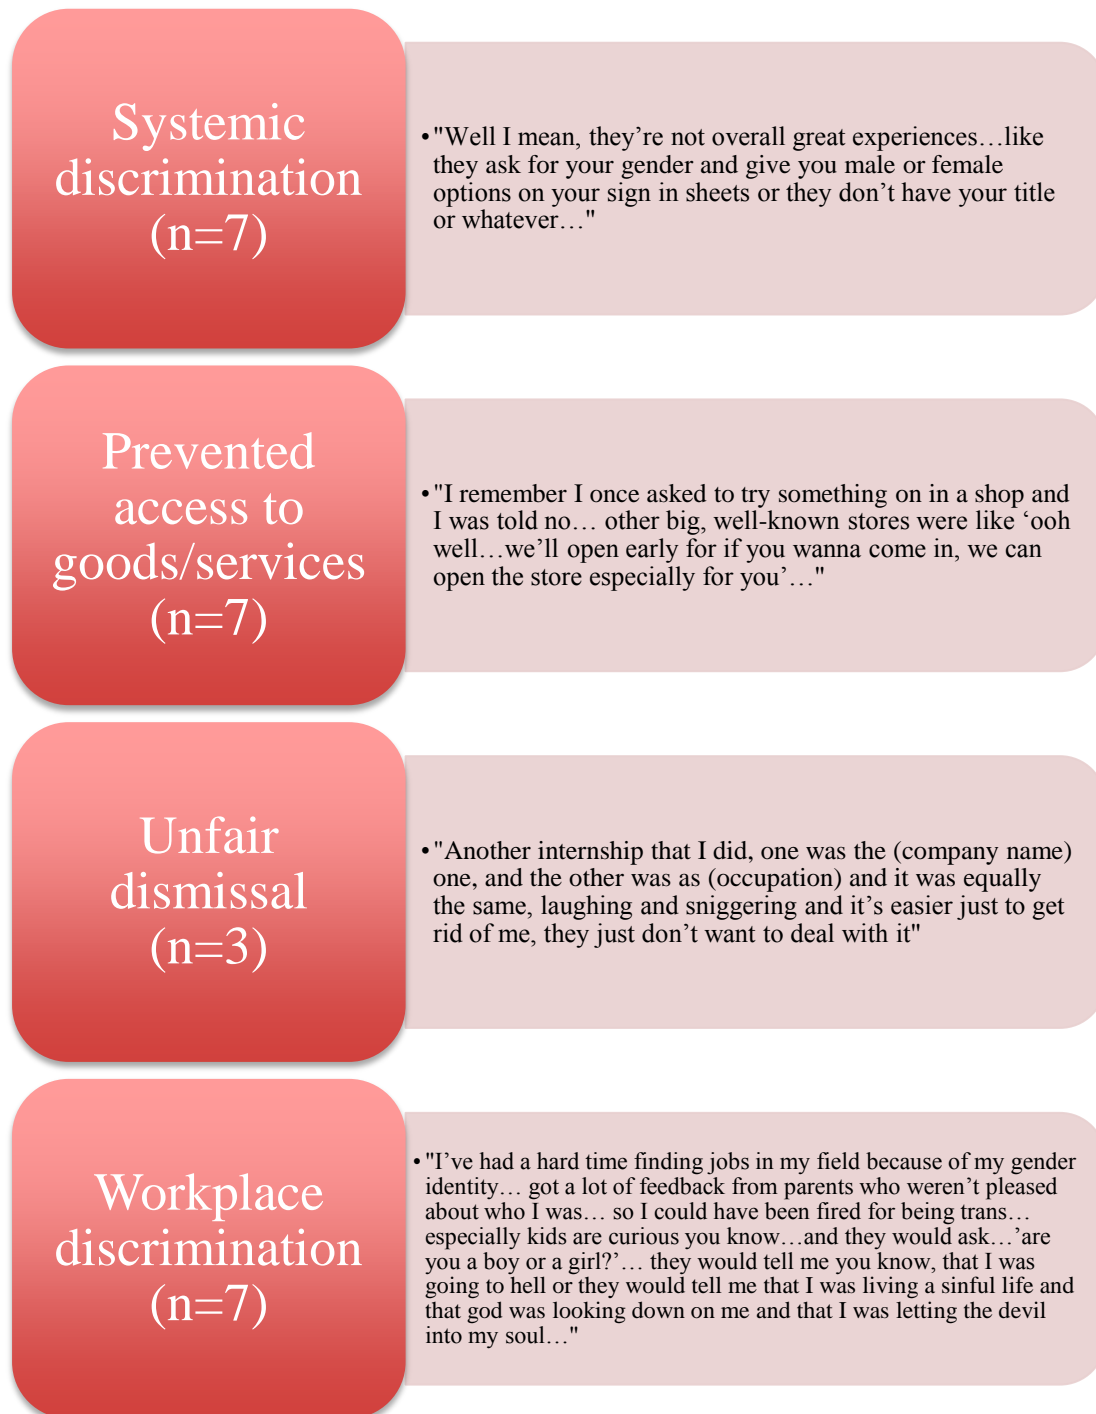 Systemic
discrimination
(n=7)
•"Well I mean, they’re not overall great experiences…like
they ask for your gender and give you male or female
options on your sign in sheets or they don’t have your title
or whatever…"
Prevented
access to
goods/services
(n=7)
•"I remember I once asked to try something on in a shop and
I was told no… other big, well-known stores were like ‘ooh
well…we’ll open early for if you wanna come in, we can
open the store especially for you’…"
Unfair
dismissal
(n=3)
•"Another internship that I did, one was the (company name)
one, and the other was as (occupation) and it was equally
the same, laughing and sniggering and it’s easier just to get
rid of me, they just don’t want to deal with it"
Workplace
discrimination
(n=7)
•"I’ve had a hard time finding jobs in my field because of my gender
identity… got a lot of feedback from parents who weren’t pleased
about who I was… so I could have been fired for being trans…
especially kids are curious you know…and they would ask…’are
you a boy or a girl?’… they would tell me you know, that I was
going to hell or they would tell me that I was living a sinful life and
that god was looking down on me and that I was letting the devil
into my soul…"